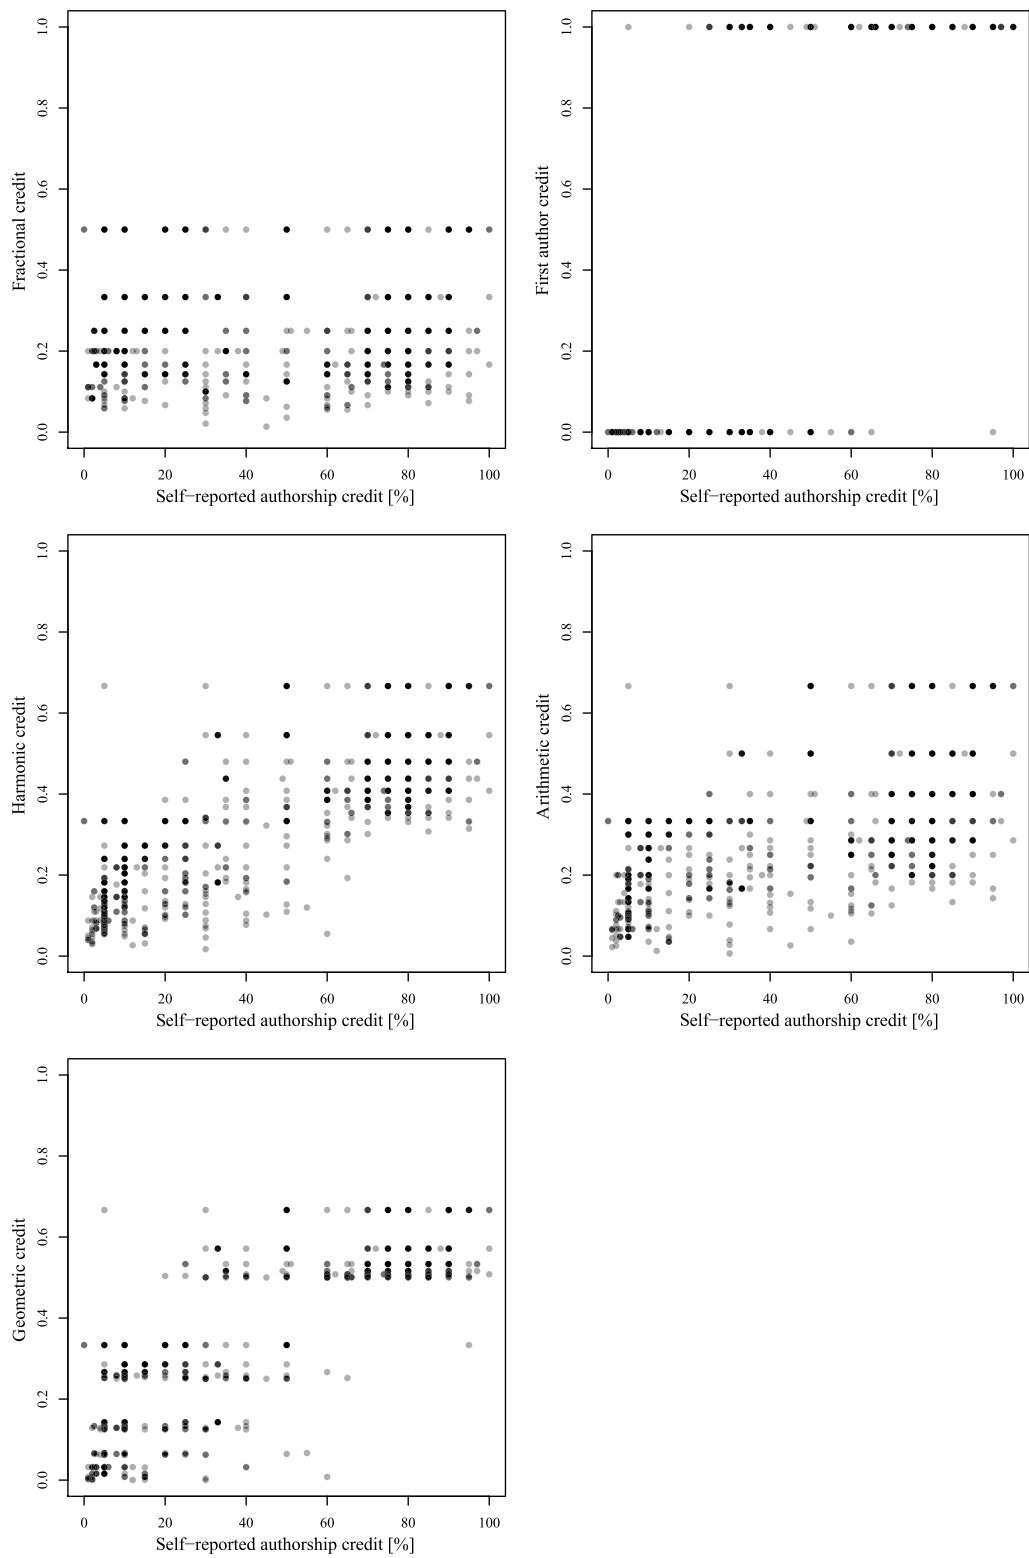 1.0
0.8
0.6
0.4
0.2
0.0
Fractional credit
0 20 40 60 80 100
Self−reported authorship credit [%]
1.0
0.8
0.6
0.4
0.2
0.0
First author credit
0 20 40 60 80 100
Self−reported authorship credit [%]
1.0
0.8
0.6
0.4
0.2
0.0
Harmonic credit
0 20 40 60 80 100
Self−reported authorship credit [%]
1.0
0.8
0.6
0.4
0.2
0.0
Arithmetic credit
0 20 40 60 80 100
Self−reported authorship credit [%]
1.0
0.8
0.6
0.4
0.2
0.0
Geometric credit
0 20 40 60 80 100
Self−reported authorship credit [%]